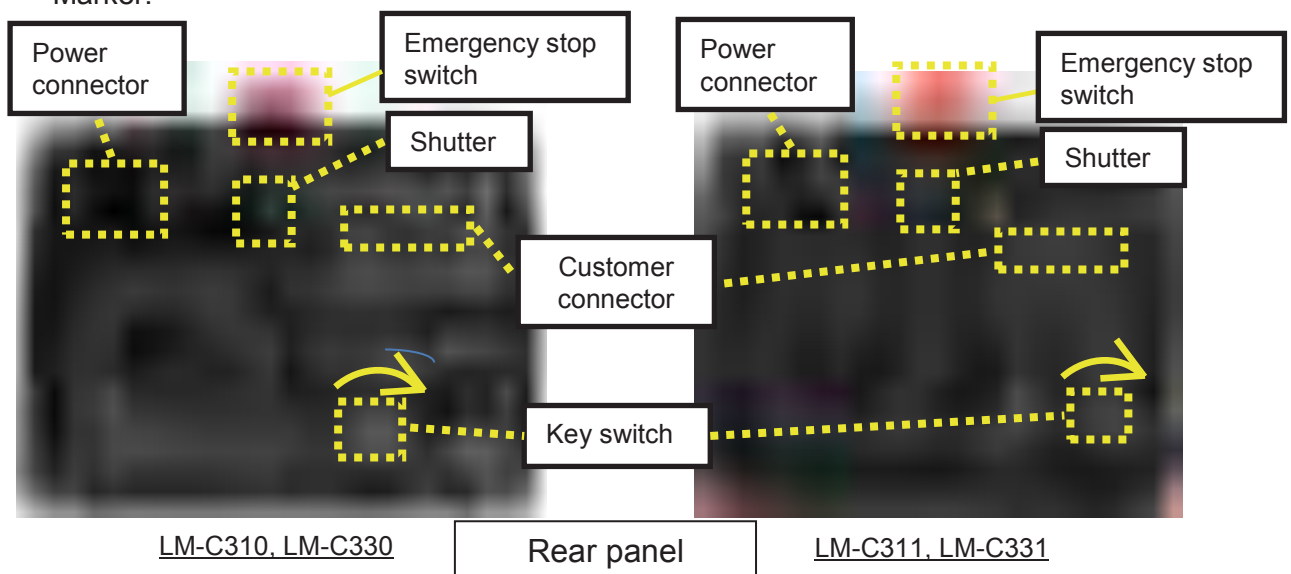 Marker.
Power
connector
Emergency stop
switch
Power
connector
Emergency stop
switch
Shutter
Shutter
Customer
connector
Key switch
LM-C310, LM-C330
Rear panel
LM-C311, LM-C331